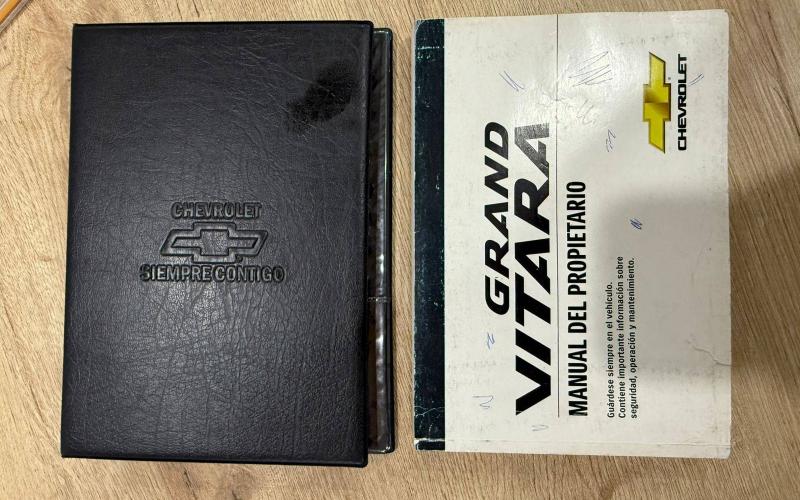 CHEVROLET
SIEMPRE CONTIGO
GRAND
VITARA
MANUAL DEL PROPIETARIO
Guárdese siempre en el vehículo.
Contiene importante información sobre
seguridad, operación y mantenimiento.
CHEVROLET